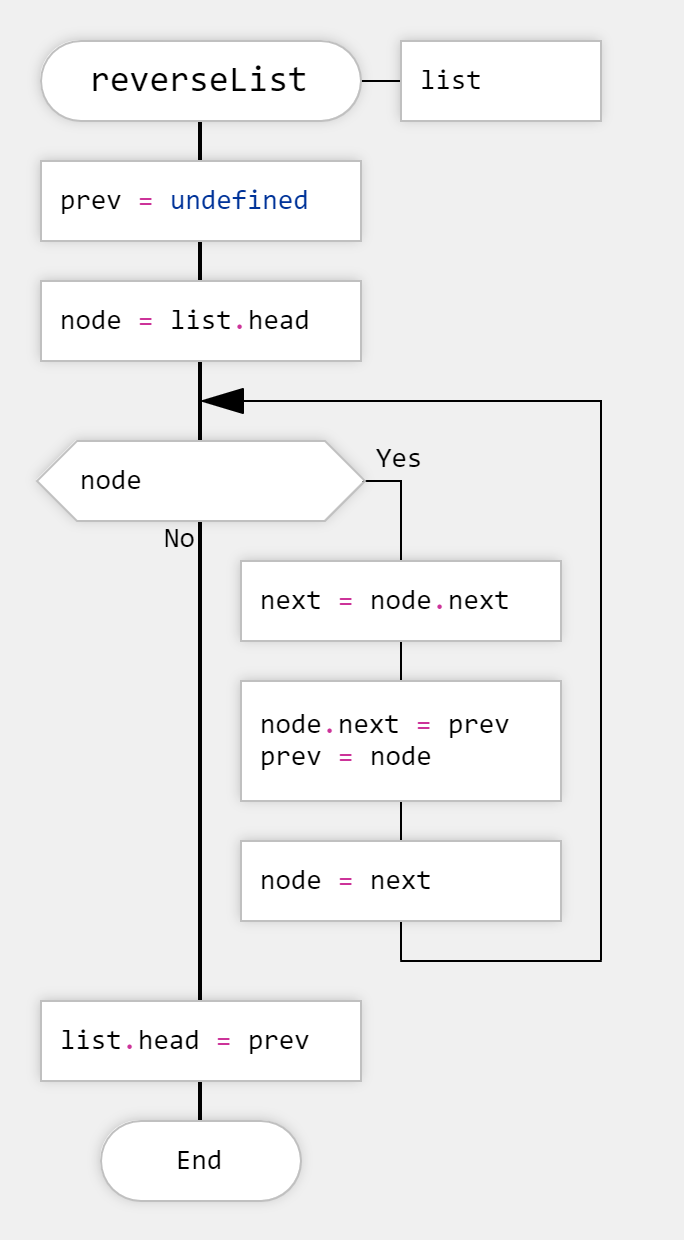 reverseList
list
prev = undefined
node = list.head
node
Yes
No
next = node.next
node.next = prev
prev = node
node = next
list.head = prev
End